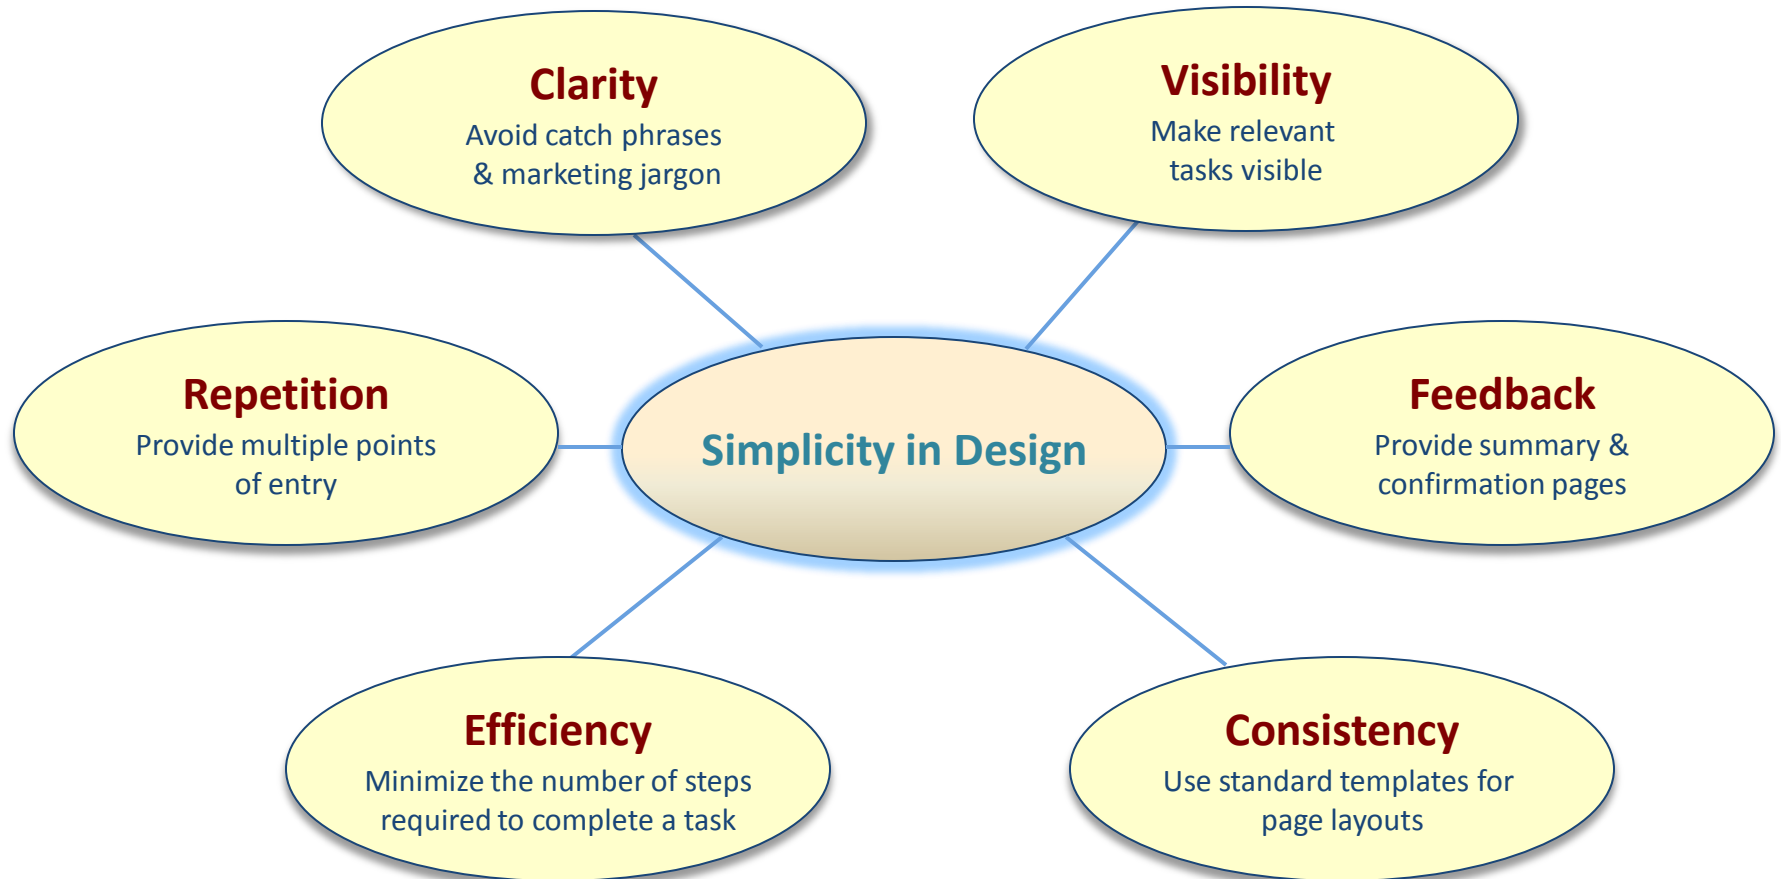 Clarity
Avoid catch phrases
& marketing jargon
Visibility
Make relevant
tasks visible
Repetition
Provide multiple points
of entry
Simplicity in Design
Feedback
Provide summary &
confirmation pages
Efficiency
Minimize the number of steps
required to complete a task
Consistency
Use standard templates for
page layouts